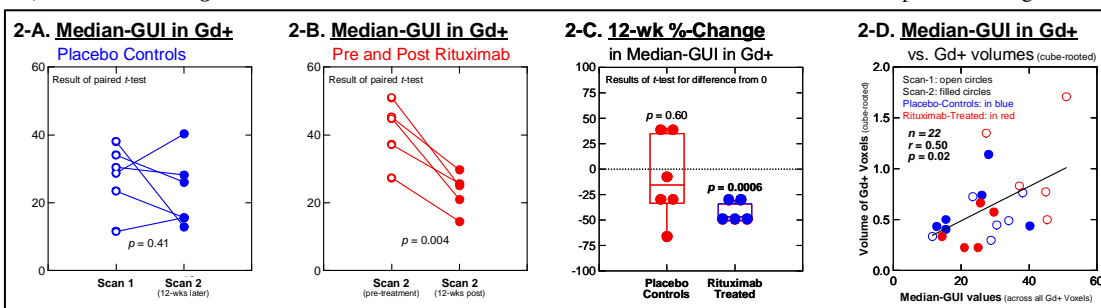 2-A. Median-GUI in Gd+
Placebo Controls
Result of paired t-test
60
40
20
0
p = 0.41
Scan 1
Scan 2
(12-wks later)
2-B. Median-GUI in Gd+
Pre and Post Rituximab
Result of paired t-test
60
40
20
0
p = 0.004
Scan 2
(pre-treatment)
Scan 2
(12-wks post)
2-C. 12-wk %-Change
in Median-GUI in Gd+
Results of t-test for difference from 0
100
75
50
25
0
-25
-50
-75
-100
p = 0.60
p = 0.0006
Placebo
Controls
Rituximab
Treated
2-D. Median-GUI in Gd+
vs. Gd+ volumes (cube-rooted)
Scan-1: open circles
Scan-2: filled circles
Placebo-Controls: in blue
Rituximab-Treated: in red
n = 22
r = 0.50
p = 0.02
Volume of Gd+ Voxels (cube-rooted)
2.0
1.5
1.0
0.5
0.0
0
20
40
60
Median-GUI values (across all Gd+ Voxels)